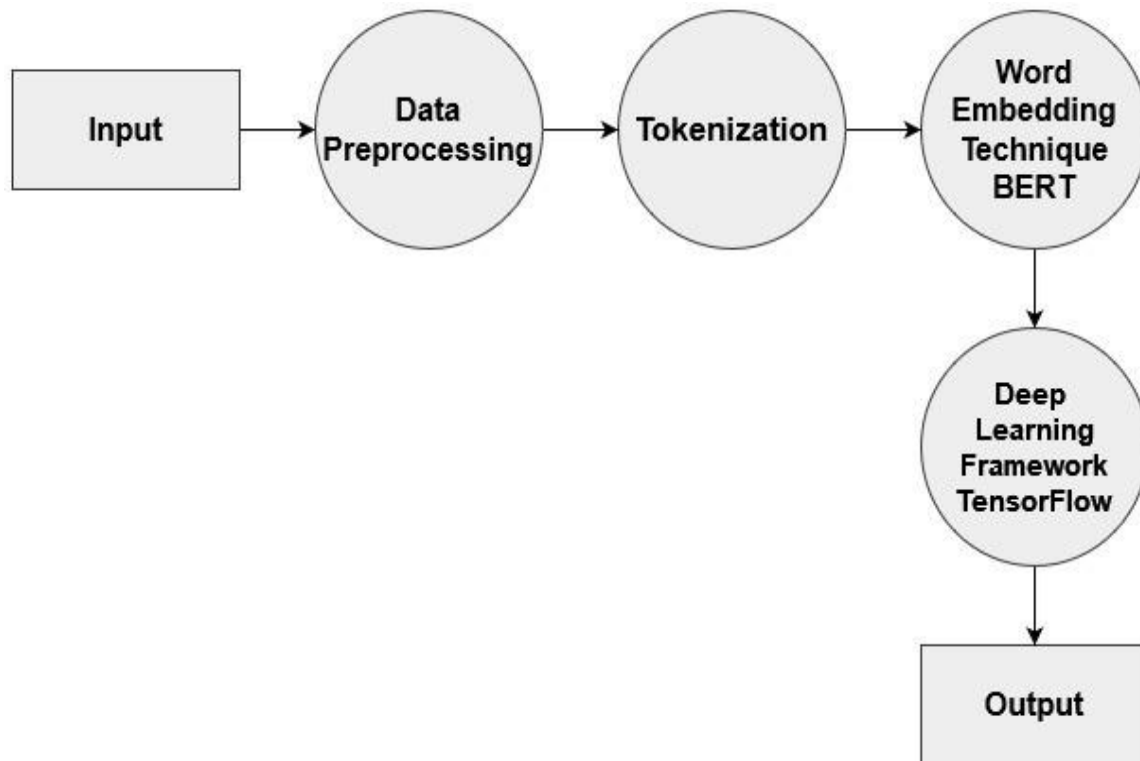 Input
Data
Preprocessing
Tokenization
Word
Embedding
Technique
BERT
Deep
Learning
Framework
TensorFlow
Output